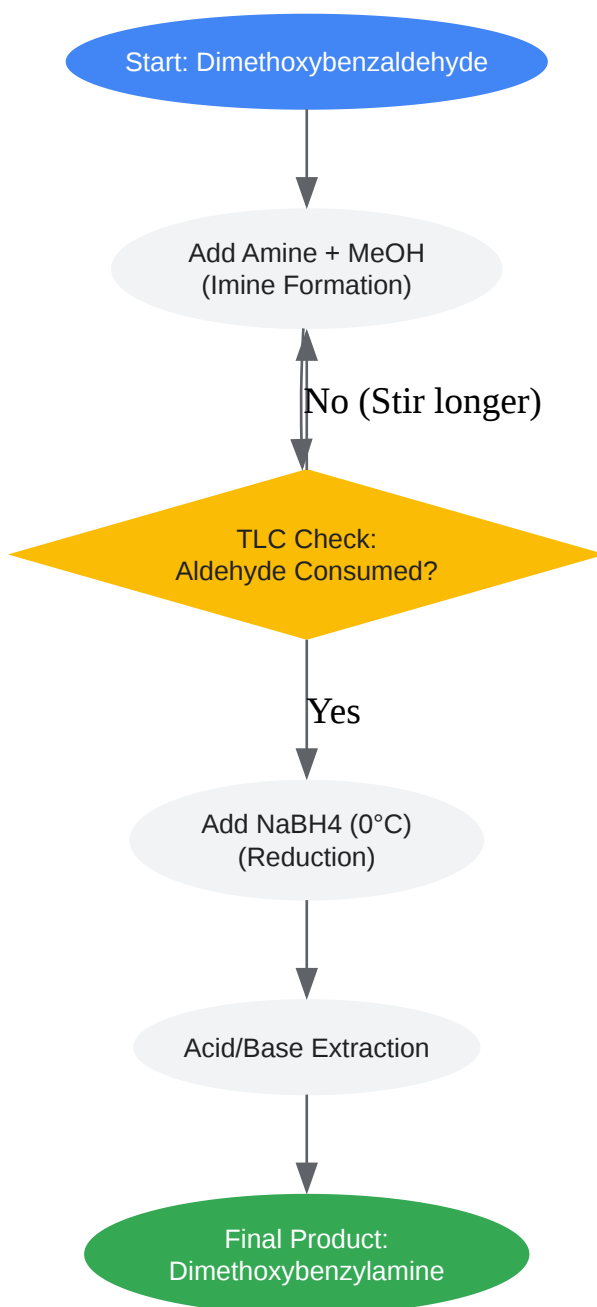 Start: Dimethoxybenzaldehyde
Add Amine + MeOH
(Imine Formation)
No (Stir longer)
TLC Check:
Aldehyde Consumed?
Yes
Add NaBH4 (0°C)
(Reduction)
Acid/Base Extraction
Final Product:
Dimethoxybenzylamine